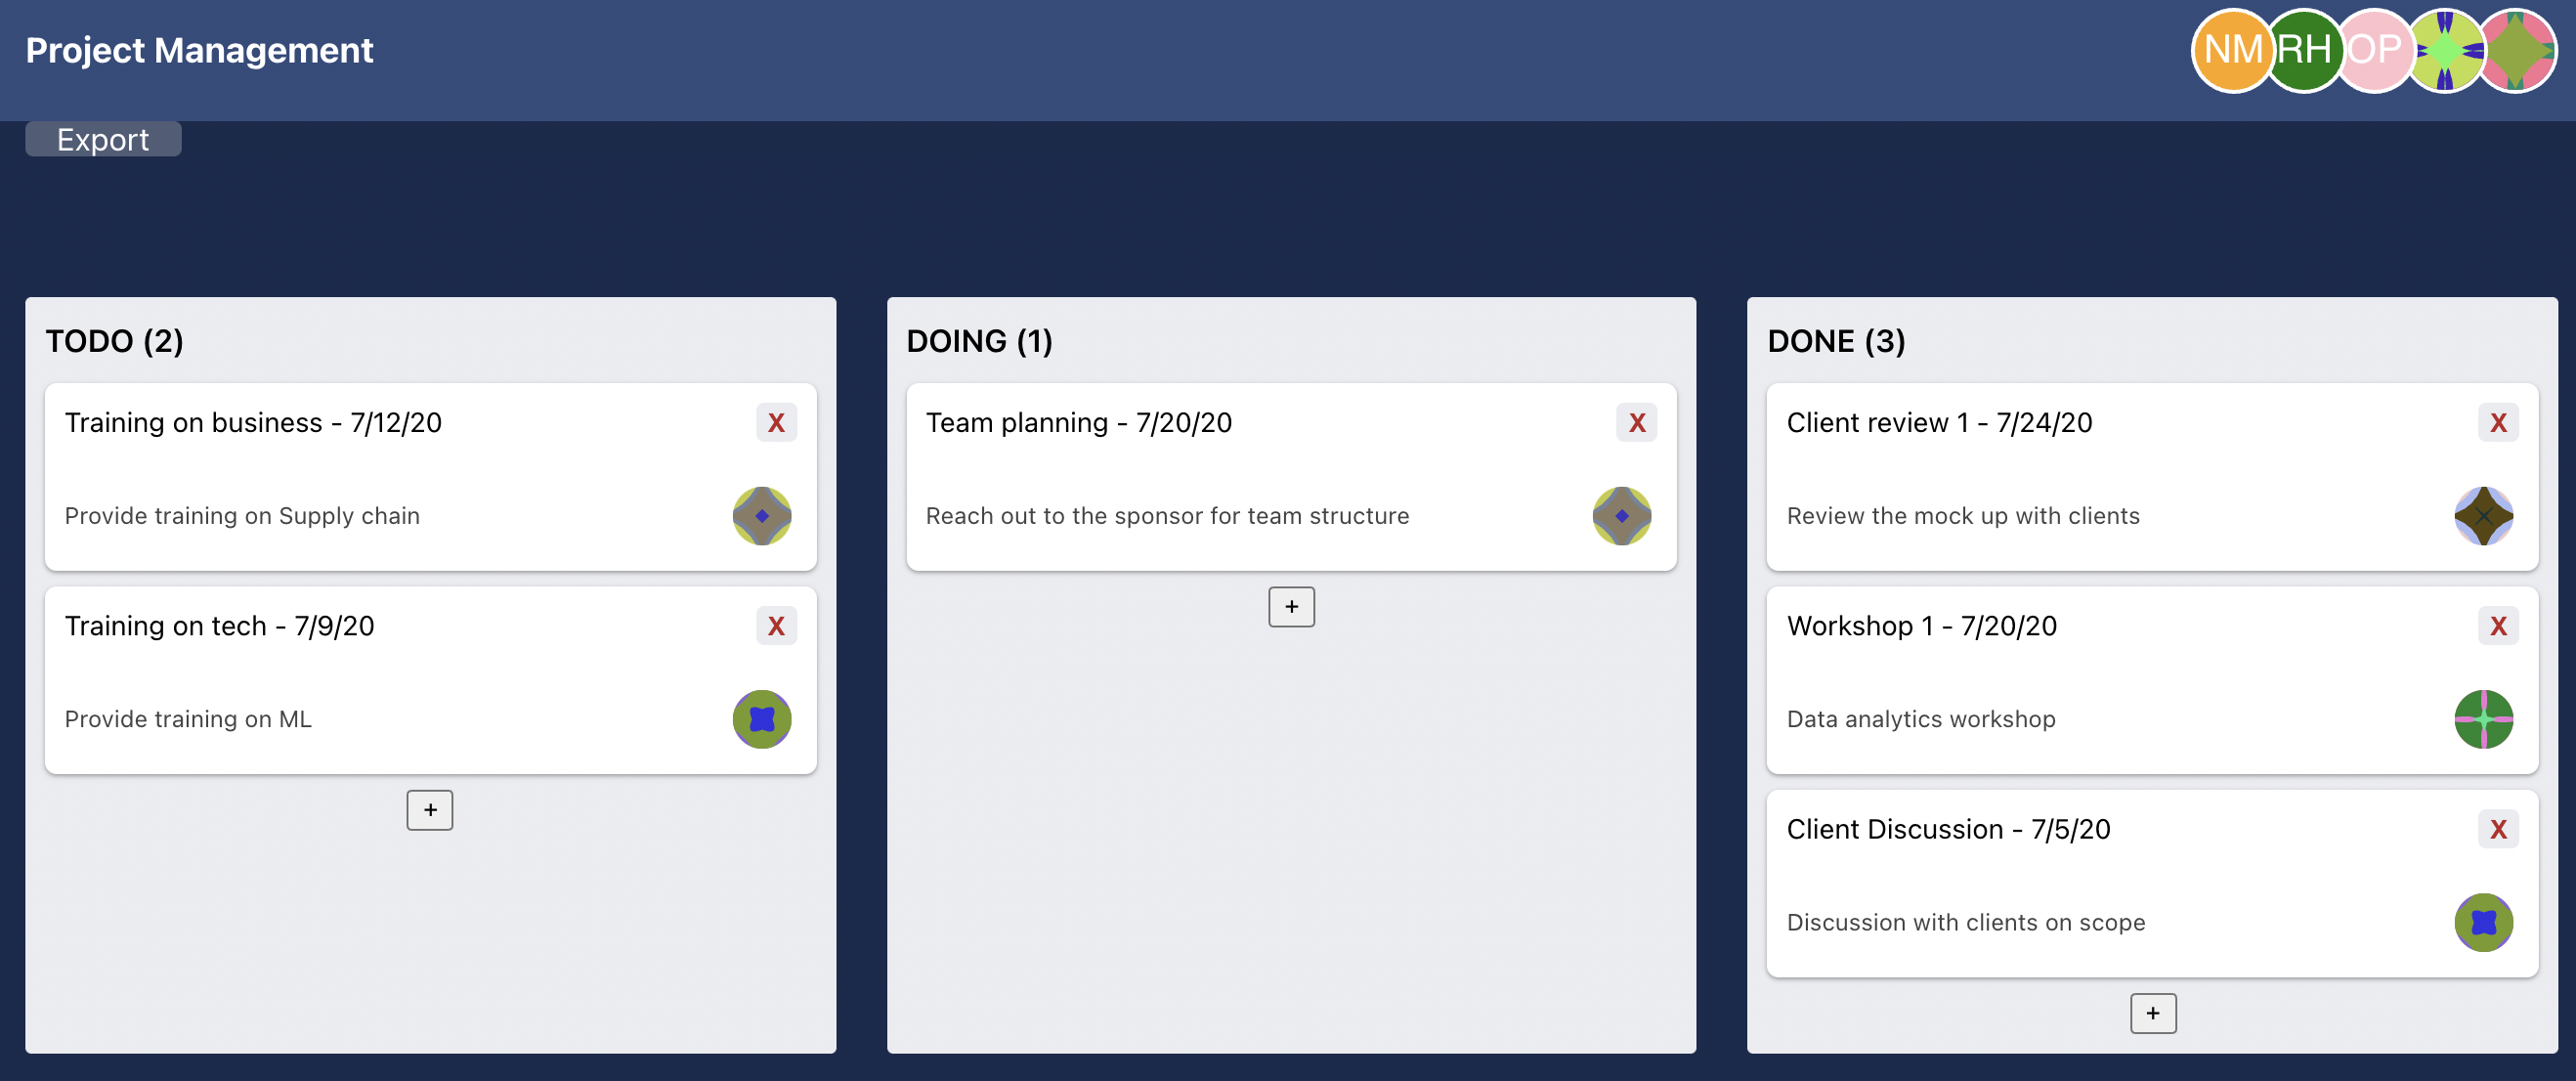 Project Management
NM RH OP
Export
TODO (2)
Training on business - 7/12/20
X
Provide training on Supply chain
Training on tech - 7/9/20
X
Provide training on ML
+
DOING (1)
Team planning - 7/20/20
X
Reach out to the sponsor for team structure
+
DONE (3)
Client review 1 - 7/24/20
X
Review the mock up with clients
Workshop 1 - 7/20/20
X
Data analytics workshop
Client Discussion - 7/5/20
X
Discussion with clients on scope
+